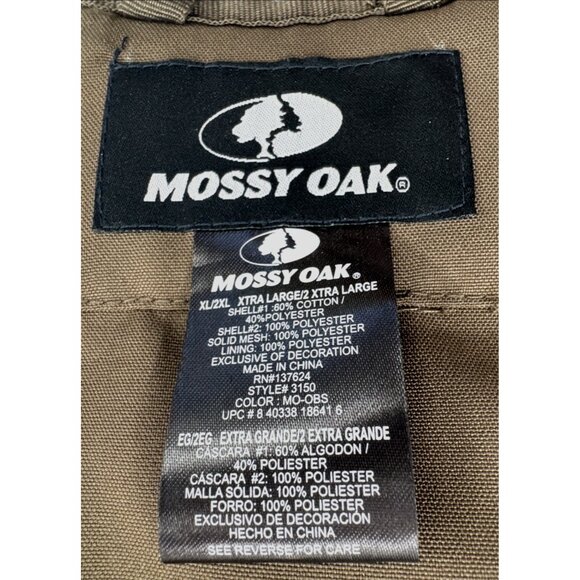 MOSSY OAK®
MOSSY OAK®
XL/2XL XTRA LARGE/2 XTRA LARGE
SHELL#1 :60% COTTON /
40%POLYESTER
SHELL#2: 100% POLYESTER
SOLID MESH: 100% POLYESTER
LINING: 100% POLYESTER
EXCLUSIVE OF DECORATION
MADE IN CHINA
RN#137624
STYLE# 3150
COLOR : MO-OBS
UPC # 8 40338 18641 6
EG/2EG EXTRA GRANDE/2 EXTRA GRANDE
CÁSCARA #1: 60% ALGODON /
40% POLIESTER
CÁSCARA #2: 100% POLIESTER
MALLA SÓLIDA: 100% POLIESTER
FORRO: 100% POLIESTER
EXCLUSIVO DE DECORACIÓN
HECHO EN CHINA
SEE REVERSE FOR CARE